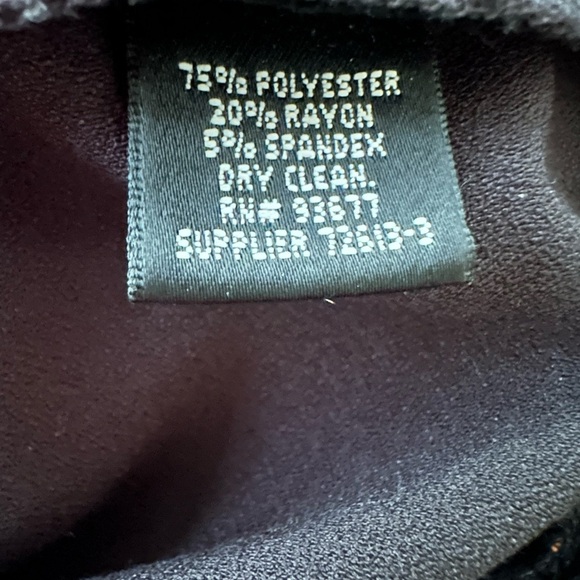 75% POLYESTER
20% RAYON
5% SPANDEX
DRY CLEAN.
RN# 93677
SUPPLIER 72613-3